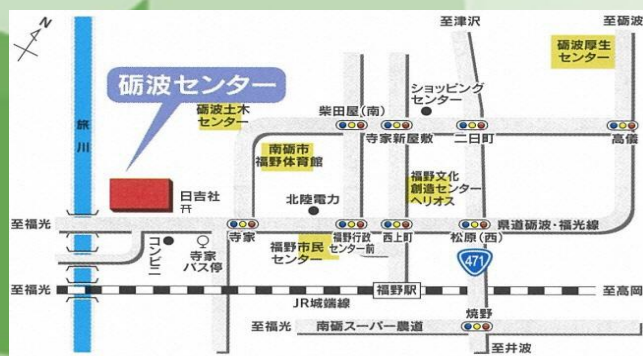 N
至津沢
至砺波
砺波厚生
センター
ショッピング
センター
砺波センター
柴田屋(南)
砺波土木
センター
寺家新屋敷
二日町
高儀
旅川
南砺市
福野体育館
福野文化
創造センター
ヘリオス
日吉社
北陸電力
至福光
県道砺波・福光線
寺家
福野行政
センター前
西上町
松原(西)
コンビニ
寺家
バス停
福野市民
センター
471
至福光
福野駅
至高岡
JR城端線
焼野
至福光
南砺スーパー農道
至井波